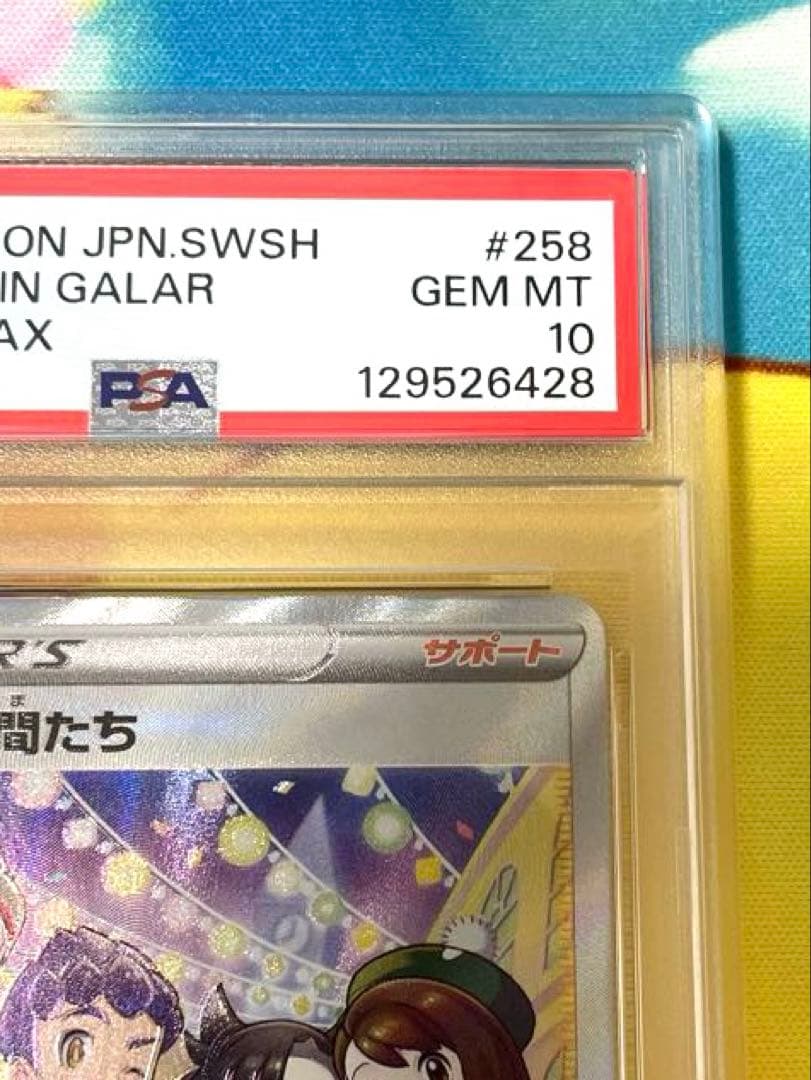 ON JPN.SWSH #258
IN GALAR GEM MT
AX 10
PSA 129526428
R'S サポート
ま
間たち